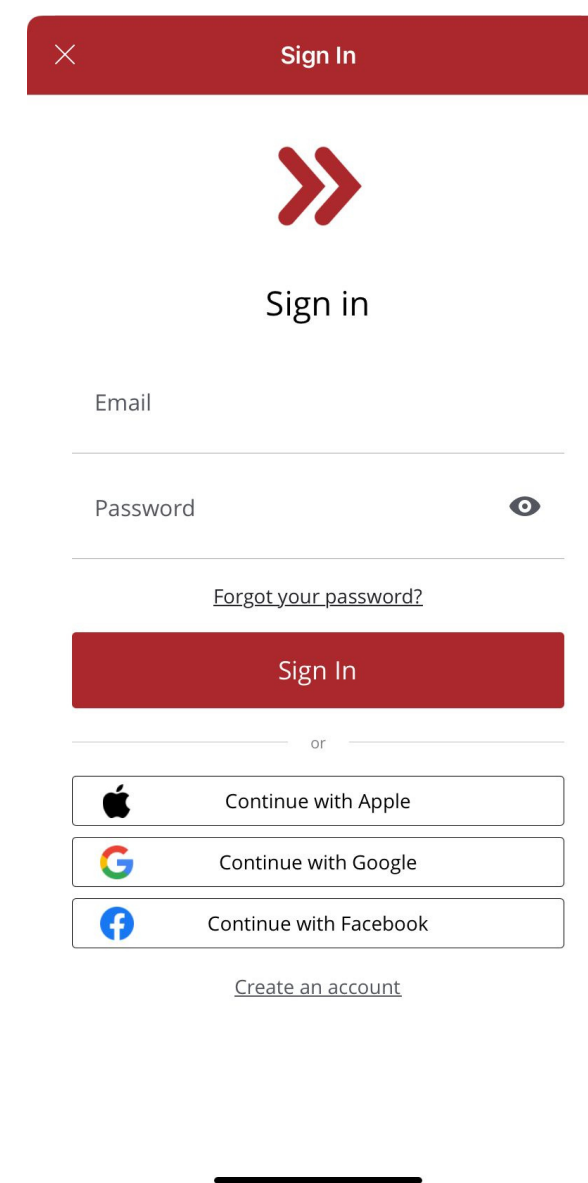 Sign In
Sign in
Email
Password
Forgot your password?
Sign In
or
Continue with Apple
Continue with Google
Continue with Facebook
Create an account